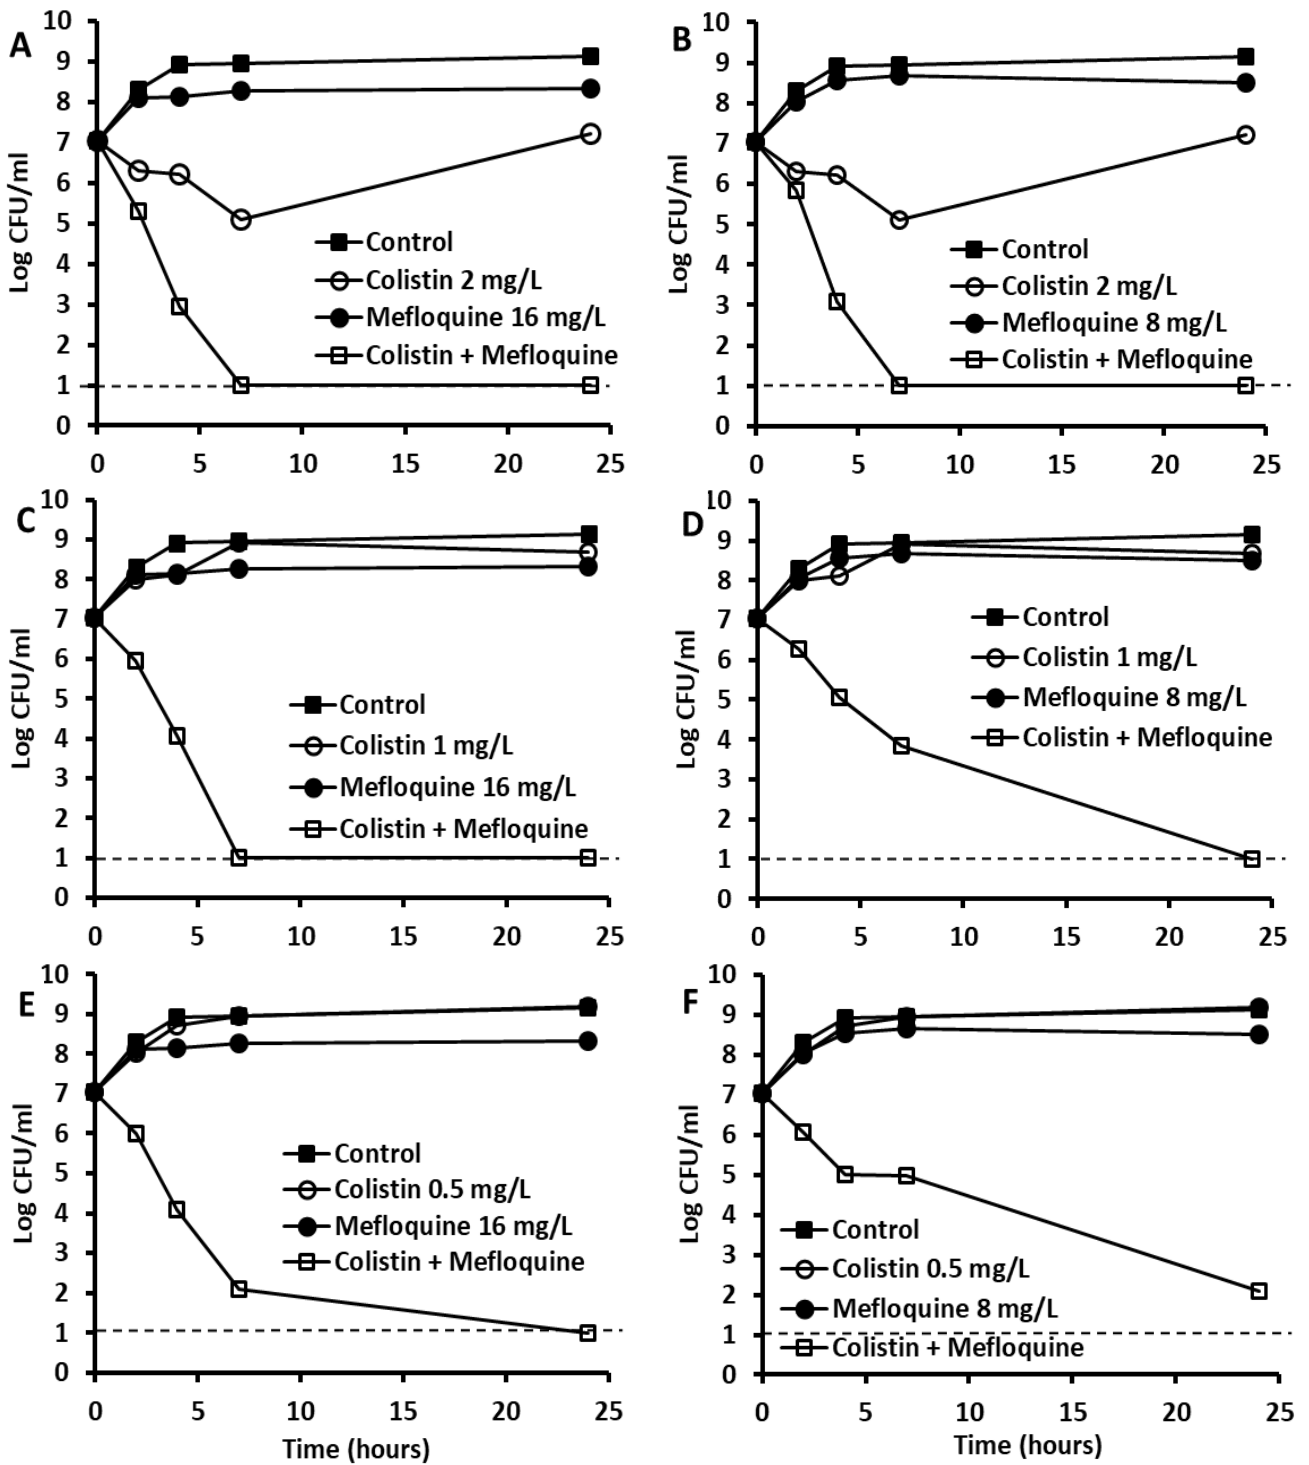 A
10
9
8
7
6
5
4
3
2
1
0
Log CFU/ml
Control
Colistin 2 mg/L
Mefloquine 16 mg/L
Colistin + Mefloquine
0 5 10 15 20 25
B
10
9
8
7
6
5
4
3
2
1
0
Log CFU/ml
Control
Colistin 2 mg/L
Mefloquine 8 mg/L
Colistin + Mefloquine
0 5 10 15 20 25
C
10
9
8
7
6
5
4
3
2
1
0
Log CFU/ml
Control
Colistin 1 mg/L
Mefloquine 16 mg/L
Colistin + Mefloquine
0 5 10 15 20 25
D
10
9
8
7
6
5
4
3
2
1
0
Log CFU/ml
Control
Colistin 1 mg/L
Mefloquine 8 mg/L
Colistin + Mefloquine
0 5 10 15 20 25
E
10
9
8
7
6
5
4
3
2
1
0
Log CFU/ml
Control
Colistin 0.5 mg/L
Mefloquine 16 mg/L
Colistin + Mefloquine
0 5 10 15 20 25
Time (hours)
F
10
9
8
7
6
5
4
3
2
1
0
Log CFU/ml
Control
Colistin 0.5 mg/L
Mefloquine 8 mg/L
Colistin + Mefloquine
0 5 10 15 20 25
Time (hours)